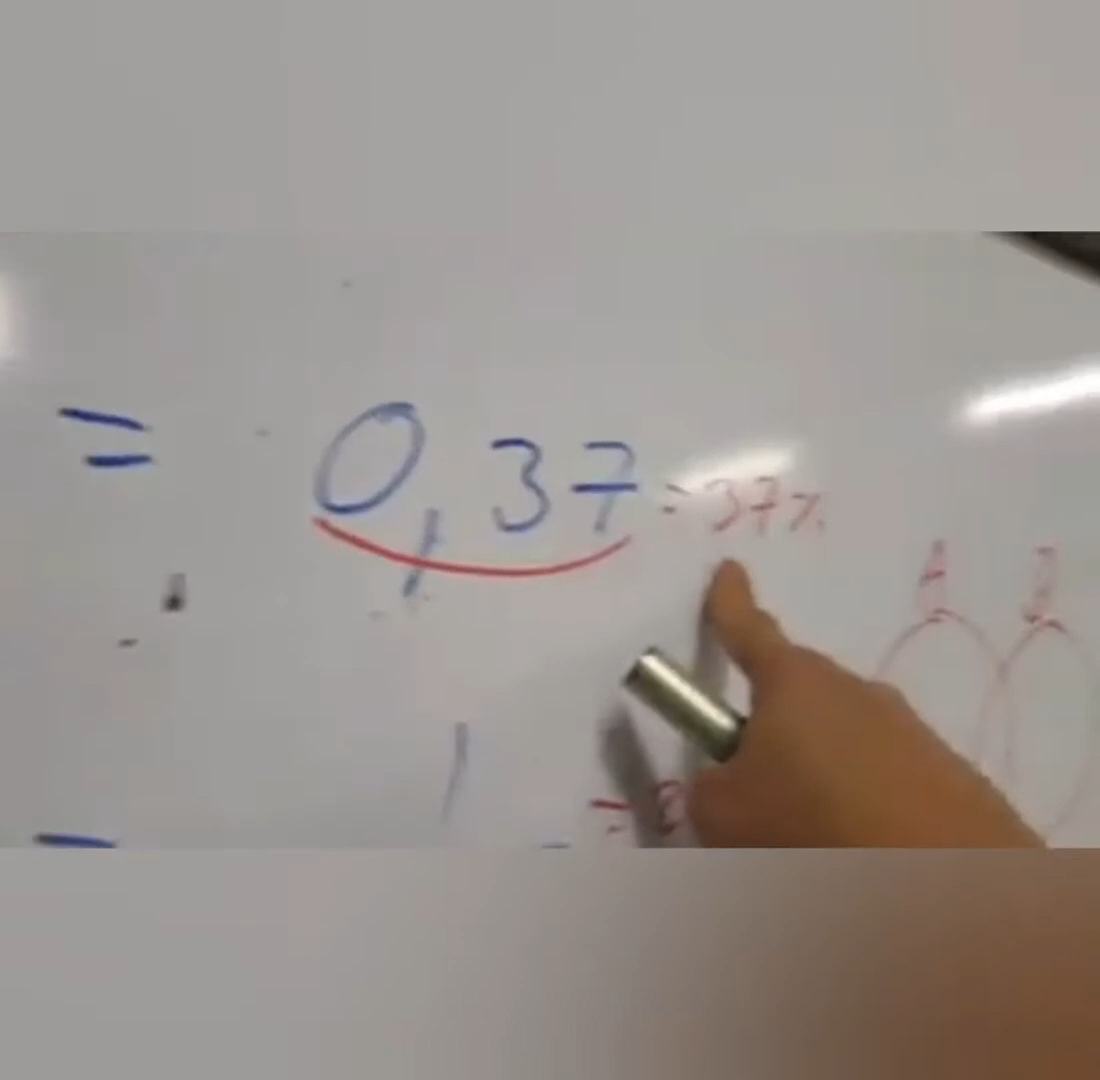 = 0,37 = 37%
A
=